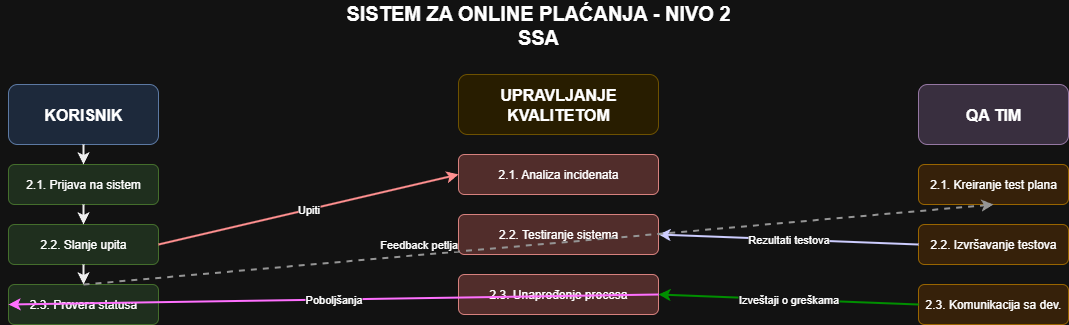 SISTEM ZA ONLINE PLAĆANJA - NIVO 2
SSA
KORISNIK
UPRAVLJANJE
KVALITETOM
QA TIM
2.1. Prijava na sistem
2.1. Analiza incidenata
2.1. Kreiranje test plana
Upiti
2.2. Slanje upita
Feedback petlja
2.2. Testiranje sistema
Rezultati testova
2.2. Izvršavanje testova
2.3. Provera statusa
Poboljšanja
2.3. Unapređenje procesa
Izveštaji o greškama
2.3. Komunikacija sa dev.